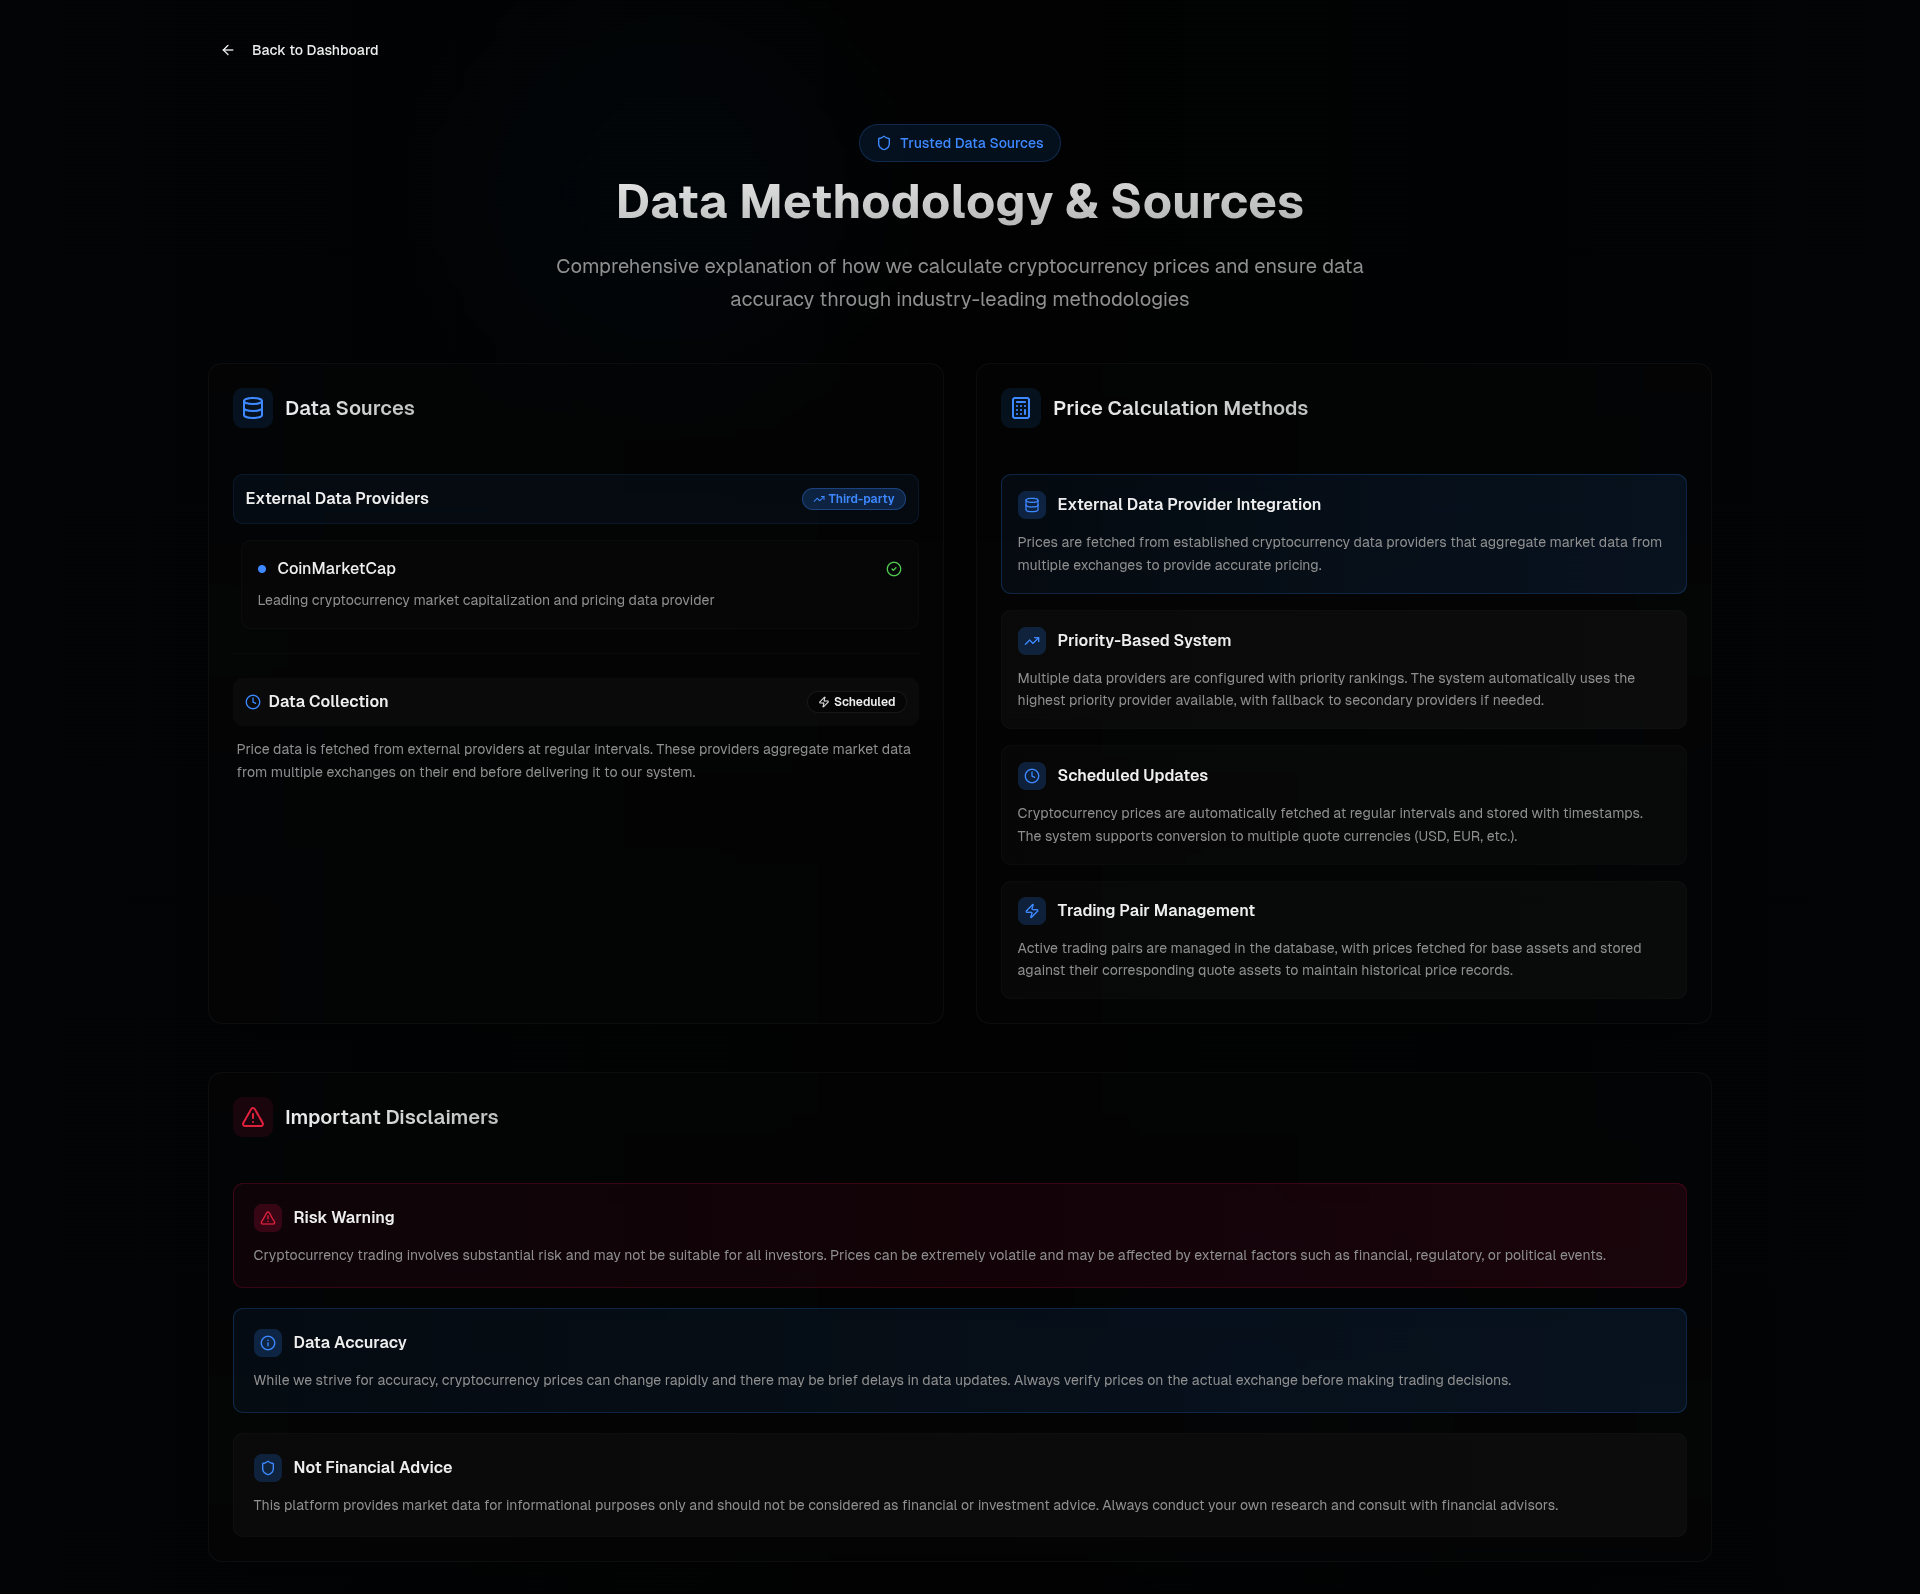 Back to Dashboard
Trusted Data Sources
Data Methodology & Sources
Comprehensive explanation of how we calculate cryptocurrency prices and ensure data
accuracy through industry-leading methodologies
Data Sources
External Data Providers
Third-party
CoinMarketCap
Leading cryptocurrency market capitalization and pricing data provider
Data Collection
Scheduled
Price data is fetched from external providers at regular intervals. These providers aggregate market data
from multiple exchanges on their end before delivering it to our system.
Price Calculation Methods
External Data Provider Integration
Prices are fetched from established cryptocurrency data providers that aggregate market data from
multiple exchanges to provide accurate pricing.
Priority-Based System
Multiple data providers are configured with priority rankings. The system automatically uses the
highest priority provider available, with fallback to secondary providers if needed.
Scheduled Updates
Cryptocurrency prices are automatically fetched at regular intervals and stored with timestamps.
The system supports conversion to multiple quote currencies (USD, EUR, etc.).
Trading Pair Management
Active trading pairs are managed in the database, with prices fetched for base assets and stored
against their corresponding quote assets to maintain historical price records.
Important Disclaimers
Risk Warning
Cryptocurrency trading involves substantial risk and may not be suitable for all investors. Prices can be extremely volatile and may be affected by external factors such as financial, regulatory, or political events.
Data Accuracy
While we strive for accuracy, cryptocurrency prices can change rapidly and there may be brief delays in data updates. Always verify prices on the actual exchange before making trading decisions.
Not Financial Advice
This platform provides market data for informational purposes only and should not be considered as financial or investment advice. Always conduct your own research and consult with financial advisors.